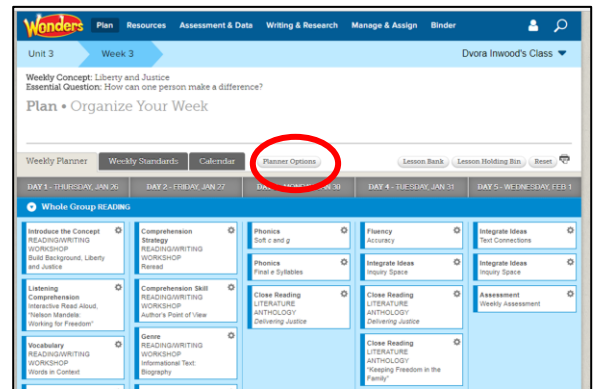 Wonders Plan Resources Assessment & Data Writing & Research Manage & Assign Binder
Unit 3 Week 3 Dvora Inwood's Class
Weekly Concept: Liberty and Justice
Essential Question: How can one person make a difference?
Plan • Organize Your Week
Weekly Planner Weekly Standards Calendar Planner Options Lesson Bank Lesson Holding Bin Reset
DAY 1 - THURSDAY, JAN 26 DAY 2 - FRIDAY, JAN 27 DAY 3 - MONDAY, JAN 30 DAY 4 - TUESDAY, JAN 31 DAY 5 - WEDNESDAY, FEB 1
Whole Group READING
Introduce the Concept
READING/WRITING
WORKSHOP
Build Background, Liberty
and Justice
Listening
Comprehension
Interactive Read Aloud,
"Nelson Mandela:
Working for Freedom"
Vocabulary
READING/WRITING
WORKSHOP
Words in Context
Comprehension
Strategy
READING/WRITING
WORKSHOP
Reread
Comprehension Skill
READING/WRITING
WORKSHOP
Author's Point of View
Genre
READING/WRITING
WORKSHOP
Informational Text:
Biography
Phonics
Soft c and g
Phonics
Final e Syllables
Close Reading
LITERATURE
ANTHOLOGY
Delivering Justice
Fluency
Accuracy
Integrate Ideas
Inquiry Space
Close Reading
LITERATURE
ANTHOLOGY
Delivering Justice
Close Reading
LITERATURE
ANTHOLOGY
"Keeping Freedom in the
Family"
Integrate Ideas
Text Connections
Integrate Ideas
Inquiry Space
Assessment
Weekly Assessment